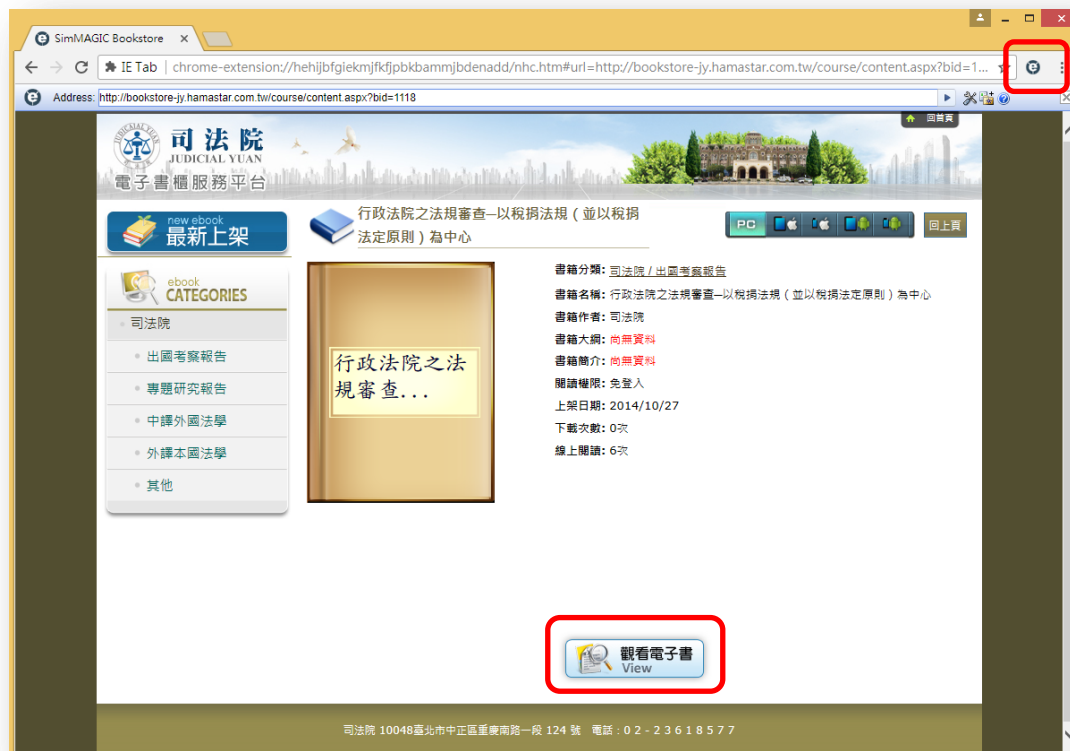 SimMAGIC Bookstore
IE Tab | chrome-extension://hehijbfgiekmjfkfjpbkbammjbdenadd/nhc.htm#url=http://bookstore-jy.hamastar.com.tw/course/content.aspx?bid=1...
Address: http://bookstore-jy.hamastar.com.tw/course/content.aspx?bid=1118
回首頁
司法院
JUDICIAL YUAN
電子書櫃服務平台
new ebook
最新上架
行政法院之法規審查─以稅捐法規(並以稅捐
法定原則)為中心
PC
回上頁
ebook
CATEGORIES
司法院
出國考察報告
專題研究報告
中譯外國法學
外譯本國法學
其他
行政法院之法
規審查...
書籍分類: 司法院 / 出國考察報告
書籍名稱: 行政法院之法規審查─以稅捐法規(並以稅捐法定原則)為中心
書籍作者: 司法院
書籍大綱: 尚無資料
書籍簡介: 尚無資料
閱讀權限: 免登入
上架日期: 2014/10/27
下載次數: 0次
線上閱讀: 6次
觀看電子書
View
司法院 10048臺北市中正區重慶南路一段 124 號 電話:02-23618577